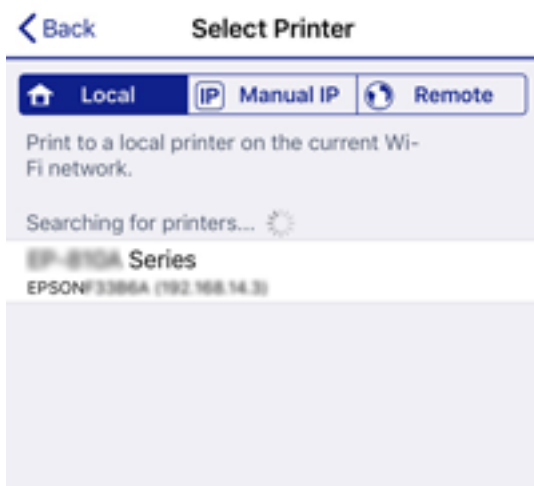 Back
Select Printer
Local
IP Manual IP
Remote
Print to a local printer on the current Wi-
Fi network.
Searching for printers...
Series
EPSON